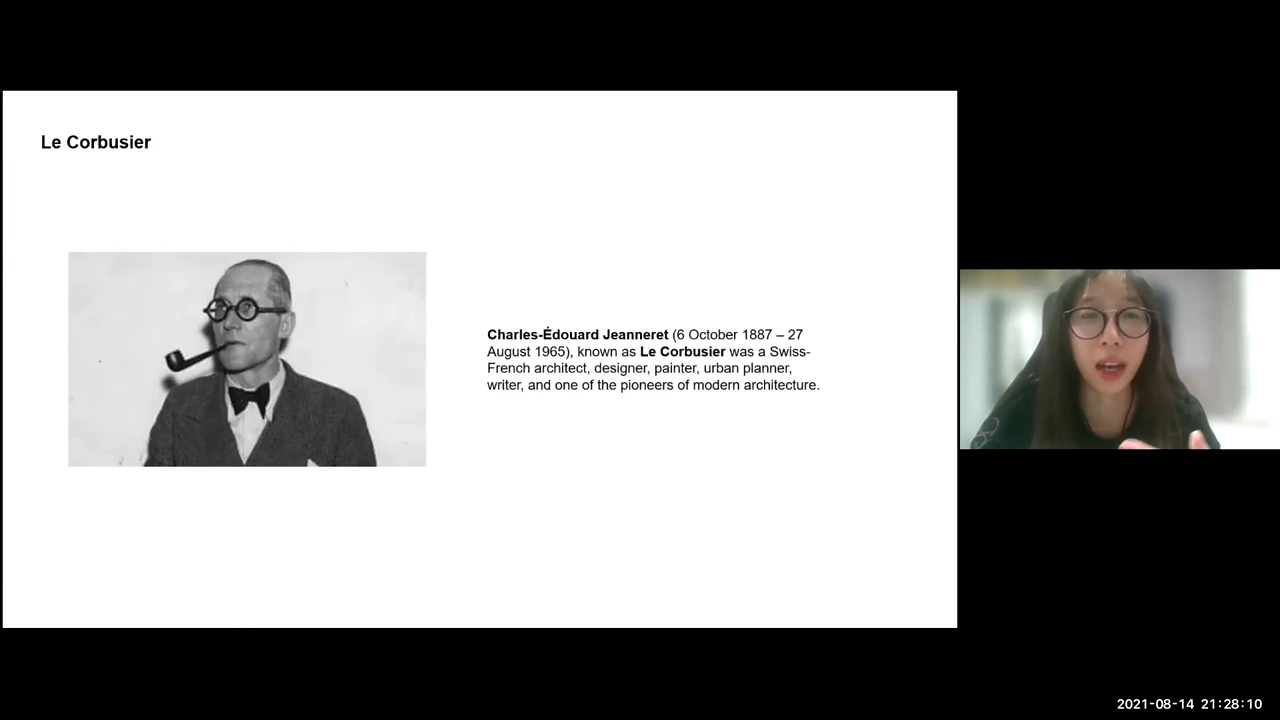 Le Corbusier
Charles-Édouard Jeanneret (6 October 1887 – 27
August 1965), known as Le Corbusier was a Swiss-
French architect, designer, painter, urban planner,
writer, and one of the pioneers of modern architecture.
2021-08-14 21:28:10